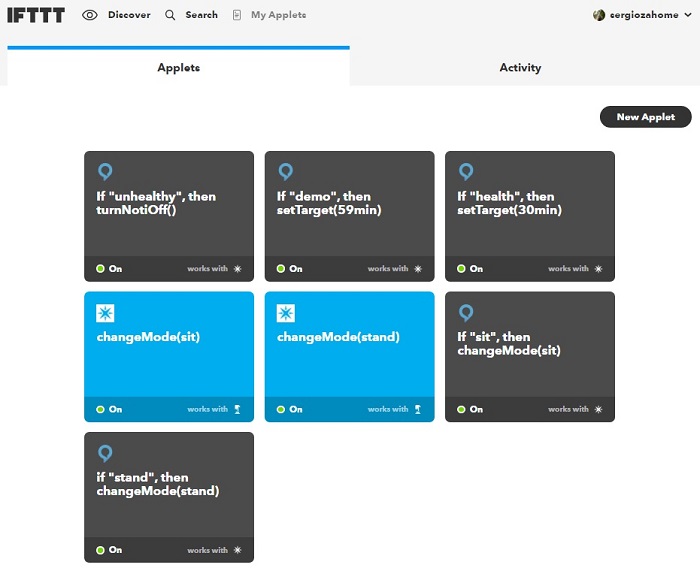 IFTTT Discover Search My Applets sergiozahome
Applets Activity
New Applet
If "unhealthy", then
turnNotiOff()
On works with
If "demo", then
setTarget(59min)
On works with
If "health", then
setTarget(30min)
On works with
changeMode(sit)
On works with
changeMode(stand)
On works with
If "sit", then
changeMode(sit)
On works with
if "stand", then
changeMode(stand)
On works with